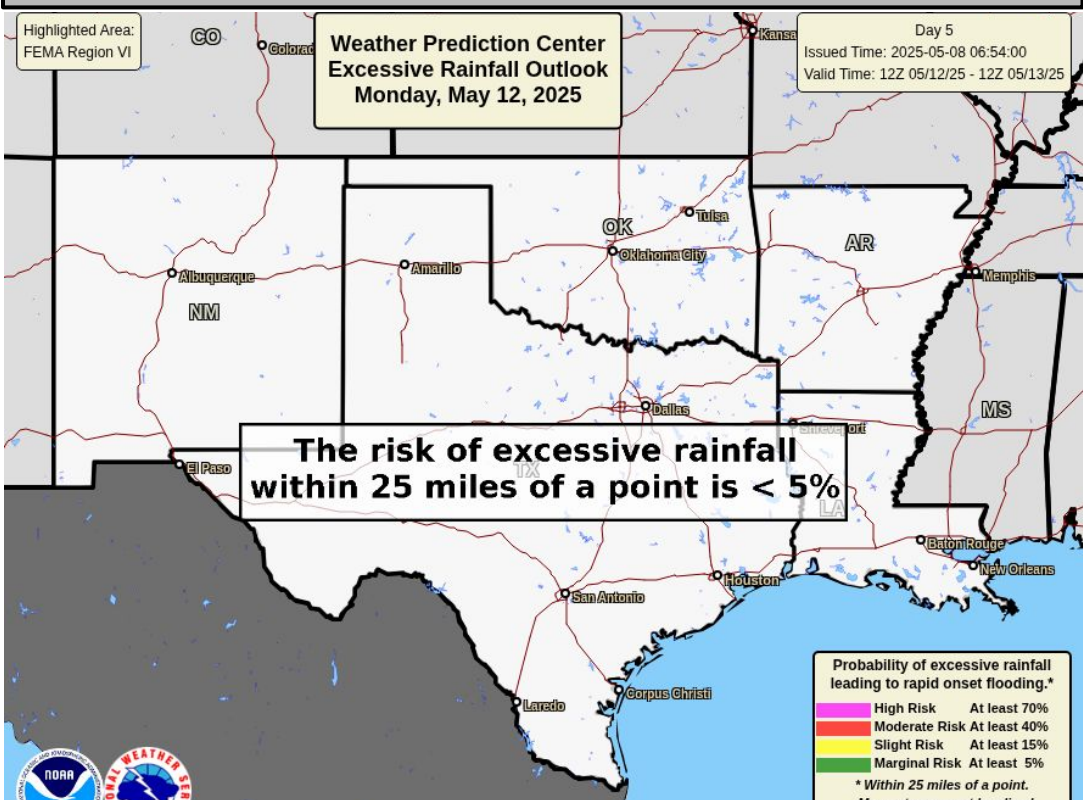 Highlighted Area:
FEMA Region VI
Weather Prediction Center
Excessive Rainfall Outlook
Monday, May 12, 2025
Day 5
Issued Time: 2025-05-08 06:54:00
Valid Time: 12Z 05/12/25 - 12Z 05/13/25
CO
Tulsa
OK
Oklahoma City
AR
Albuquerque
Amarillo
Memphis
NM
Dallas
MS
Shreveport
The risk of excessive rainfall
within 25 miles of a point is < 5%
El Paso
TX
LA
Baton Rouge
New Orleans
Houston
San Antonio
Corpus Christi
Laredo
Probability of excessive rainfall
leading to rapid onset flooding.*
High Risk At least 70%
Moderate Risk At least 40%
Slight Risk At least 15%
Marginal Risk At least 5%
* Within 25 miles of a point.
NOAA